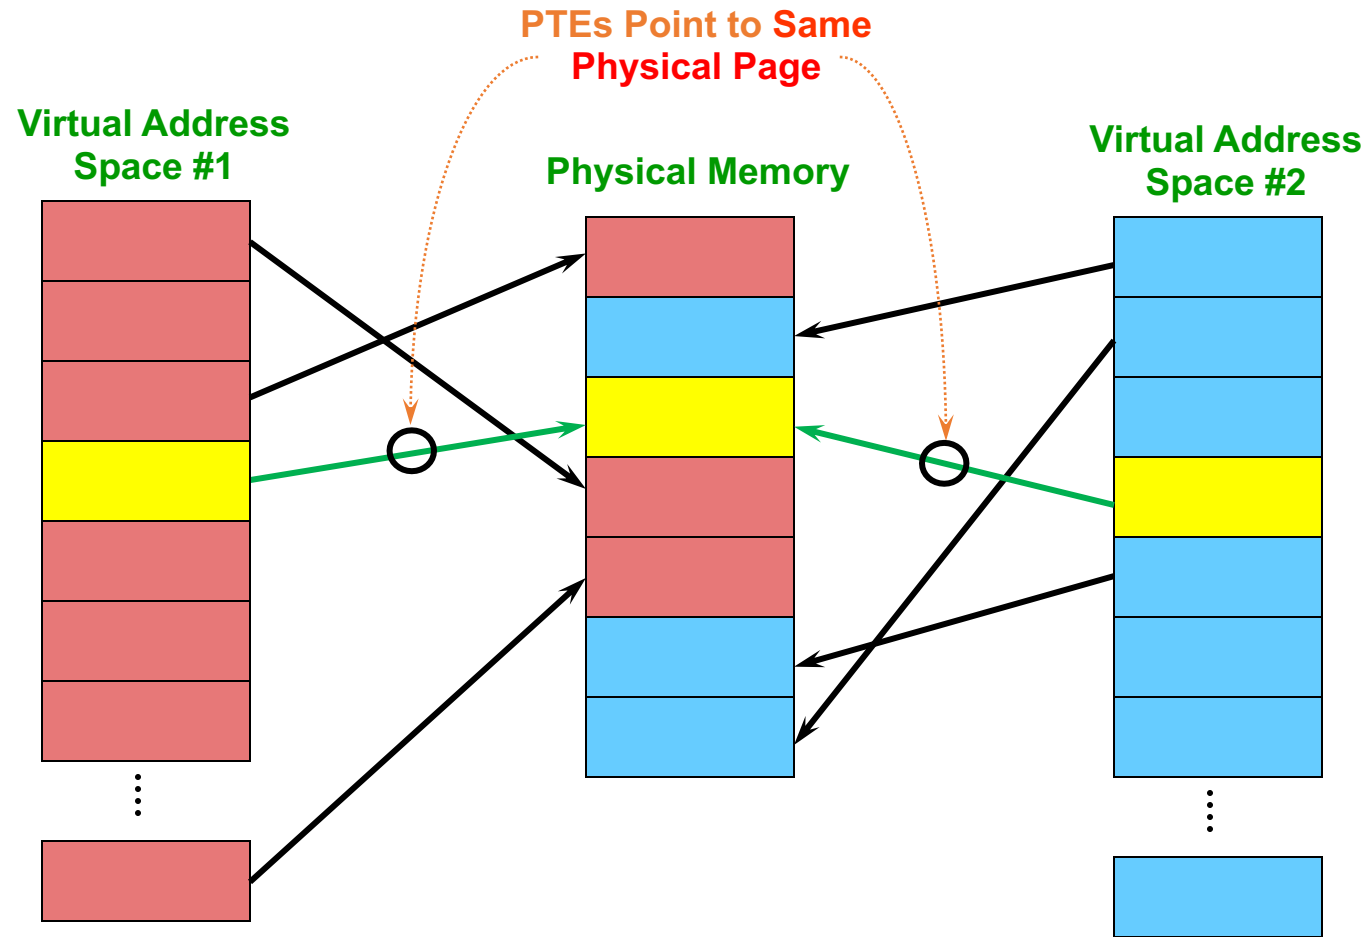 PTEs Point to Same
Physical Page
Virtual Address
Space #1
Physical Memory
Virtual Address
Space #2